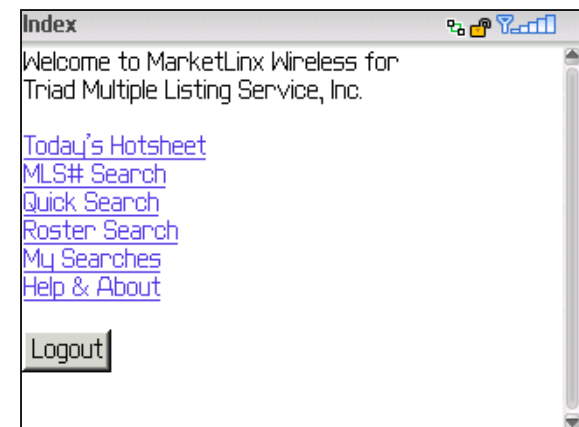 Index
Welcome to MarketLinx Wireless for
Triad Multiple Listing Service, Inc.
Today's Hotsheet
MLS# Search
Quick Search
Roster Search
My Searches
Help & About
Logout